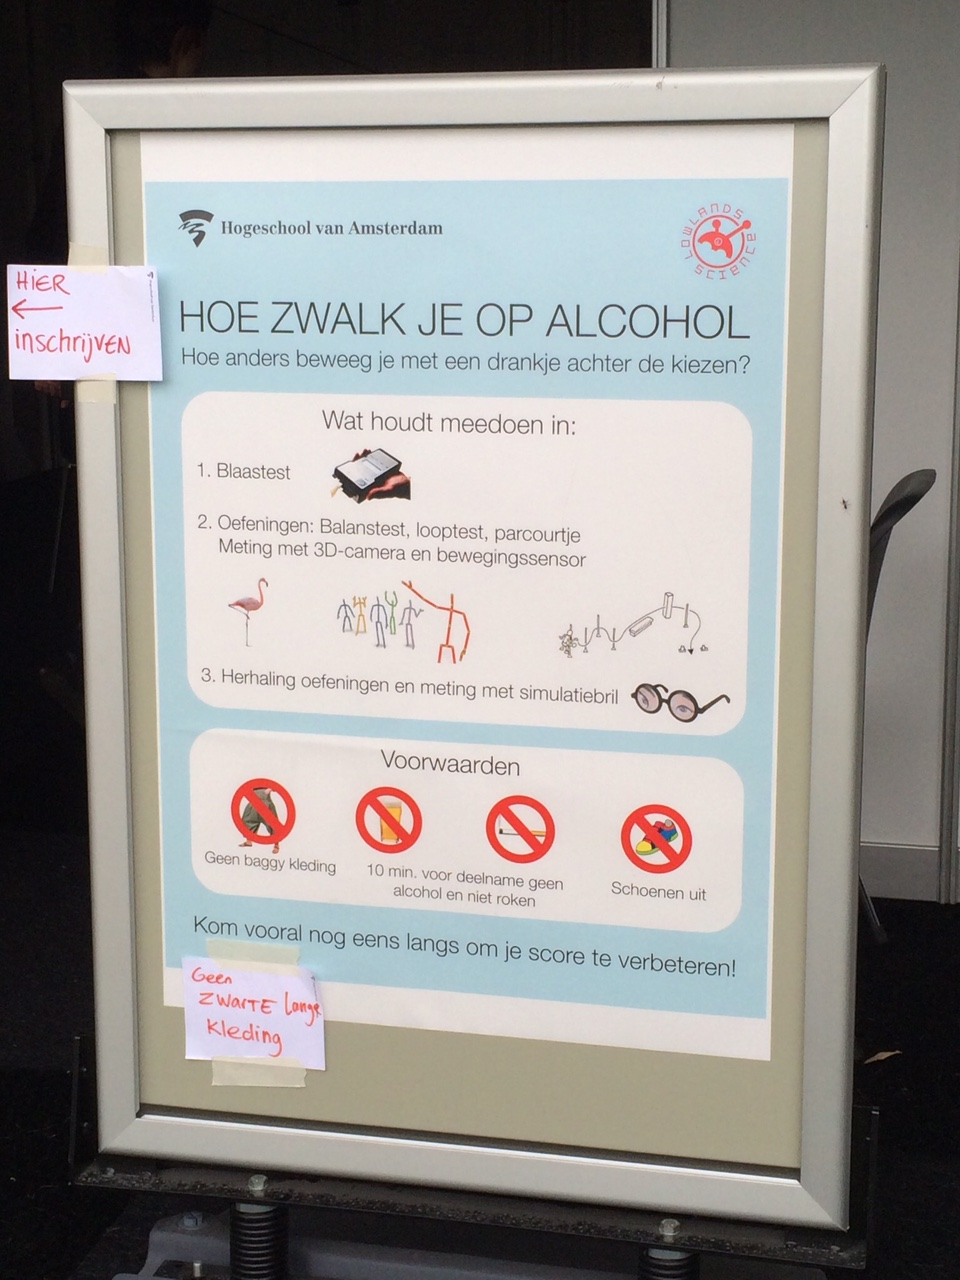 Hogeschool van Amsterdam
LOWLANDS SCIENCE
HIER
inschrijven
HOE ZWALK JE OP ALCOHOL
Hoe anders beweeg je met een drankje achter de kiezen?
Wat houdt meedoen in:
1. Blaastest
2. Oefeningen: Balanstest, looptest, parcourtje
Meting met 3D-camera en bewegingssensor
3. Herhaling oefeningen en meting met simulatiebril
Voorwaarden
Geen baggy kleding
10 min. voor deelname geen
alcohol en niet roken
Schoenen uit
Kom vooral nog eens langs om je score te verbeteren!
Geen
ZWARTE lange
Kleding